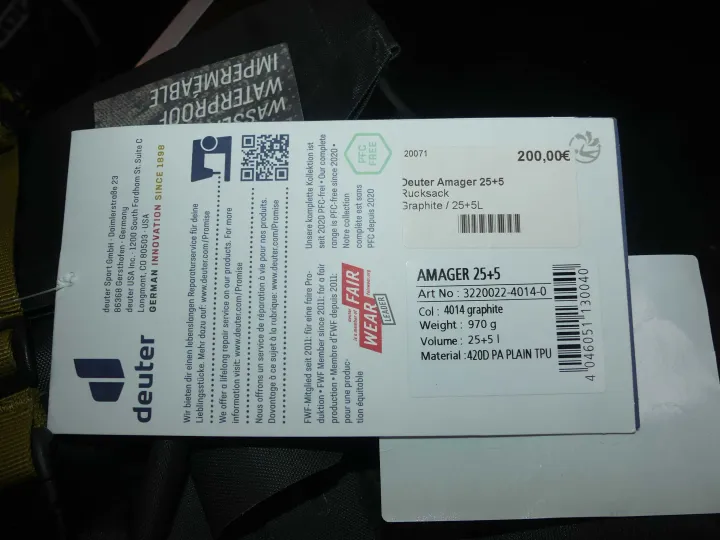 WASSE
WATERPROOF
IMPERMÉABLE
deuter
deuter Sport GmbH · Daimlerstraße 23
86368 Gersthofen · Germany
deuter USA Inc. · 1200 South Fordham St. Suite C
Longmont, CO 80503 · USA
GERMAN INNOVATION SINCE 1898
Wir bieten dir einen lebenslangen Reparaturservice für deine
Lieblingsstücke. Mehr dazu auf: www.deuter.com/Promise
We offer a lifelong repair service on our products. For more
information visit: www.deuter.com/Promise
Nous offrons un service de réparation à vie pour nos produits.
Davantage à ce sujet à la rubrique: www.deuter.com/Promise
FWF-Mitglied seit 2011: für eine faire Pro-
duktion • FWF Member since 2011: for a fair
production • Membre d'FWF depuis 2011:
pour une produc-
tion équitable
FAIR
WEAR
LEADER
Unsere komplette Kollektion ist
seit 2020 PFC-frei • Our complete
range is PFC-free since 2020 •
Notre collection
complète est sans
PFC depuis 2020
PFC
FREE
20071
200,00€
Deuter Amager 25+5
Rucksack
Graphite / 25+5L
AMAGER 25+5
Art No : 3220022-4014-0
Col : 4014 graphite
Weight : 970 g
Volume : 25+5 l
Material : 420D PA PLAIN TPU
4 046051 130040